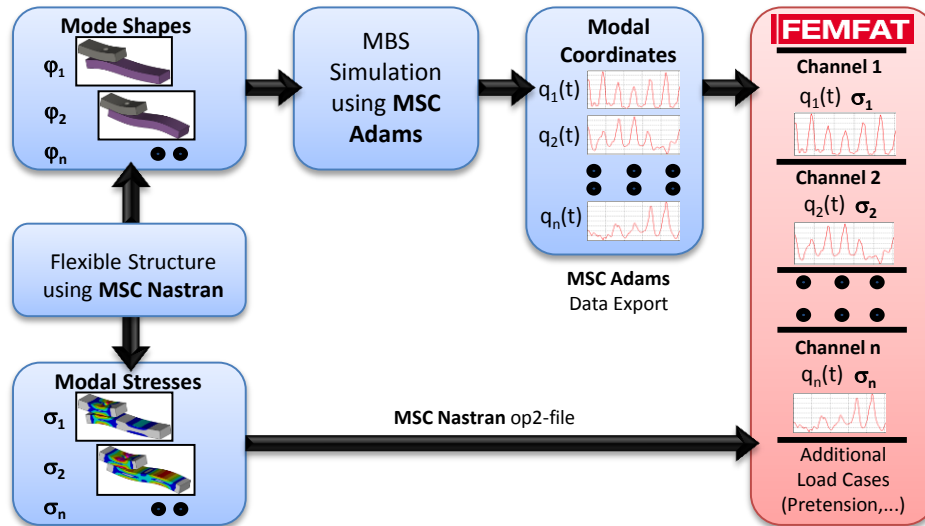 Mode Shapes
φ1
φ2
φn
MBS
Simulation
using MSC
Adams
Modal
Coordinates
q1(t)
q2(t)
qn(t)
MSC Adams
Data Export
Flexible Structure
using MSC Nastran
Modal Stresses
σ1
σ2
σn
MSC Nastran op2-file
FEMFAT
Channel 1
q1(t) σ1
Channel 2
q2(t) σ2
Channel n
qn(t) σn
Additional
Load Cases
(Pretension,...)